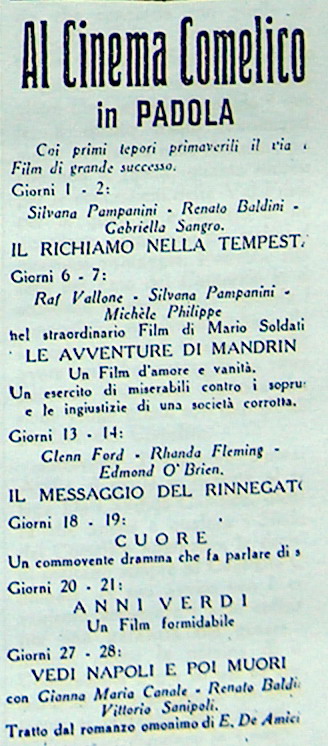 Al Cinema Comelico
in PADOLA
Coi primi tepori primaverili il via
Film di grande successo.
Giorni 1 - 2:
Silvana Pampanini - Renato Baldini -
Gabriella Sangro.
IL RICHIAMO NELLA TEMPEST
Giorni 6 - 7:
Raf Vallone - Silvana Pampanini -
Michèle Philippe
nel straordinario Film di Mario Soldati
LE AVVENTURE DI MANDRIN
Un Film d'amore e vanità.
Un esercito di miserabili contro i sopru
e le ingiustizie di una società corrotta.
Giorni 13 - 14:
Glenn Ford - Rhanda Fleming -
Edmond O'Brien.
IL MESSAGGIO DEL RINNEGAT
Giorni 18 - 19:
CUORE
Un commovente dramma che fa parlare di s
Giorni 20 - 21:
ANNI VERDI
Un Film formidabile
Giorni 27 - 28:
VEDI NAPOLI E POI MUORI
con Gianna Maria Canale - Renato Baldi
Vittorio Sanipoli.
Tratto dal romanzo omonimo di E. De Amici